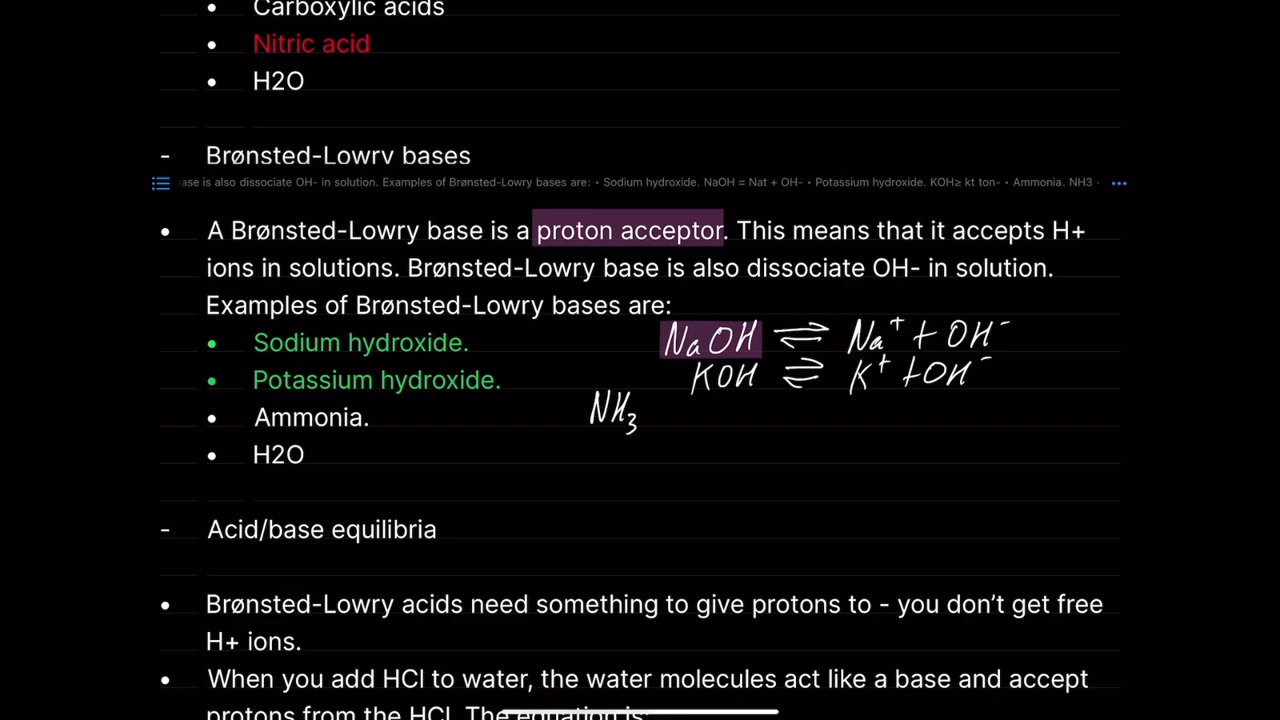 Carboxylic acids
Nitric acid
H2O
- Brønsted-Lowry bases
ase is also dissociate OH- in solution. Examples of Brønsted-Lowry bases are: • Sodium hydroxide. NaOH = Nat + OH- • Potassium hydroxide. KOH≥ kt ton- • Ammonia. NH3 •
• A Brønsted-Lowry base is a proton acceptor. This means that it accepts H+
ions in solutions. Brønsted-Lowry base is also dissociate OH- in solution.
Examples of Brønsted-Lowry bases are:
• Sodium hydroxide. NaOH ⇌ Na⁺ + OH⁻
• Potassium hydroxide. KOH ⇌ K⁺ + OH⁻
• Ammonia. NH₃
• H2O
- Acid/base equilibria
• Brønsted-Lowry acids need something to give protons to - you don’t get free
H+ ions.
• When you add HCl to water, the water molecules act like a base and accept
protons from the HCl. The equation is: